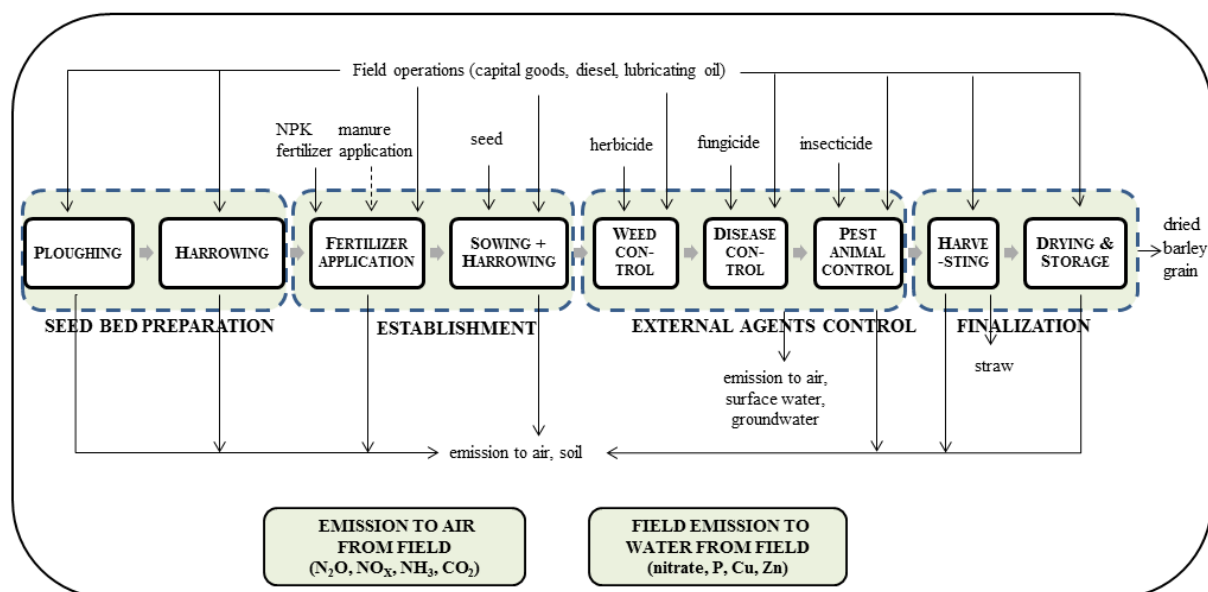 Field operations (capital goods, diesel, lubricating oil)
NPK
fertilizer
manure
application
seed
herbicide
fungicide
insecticide
PLOUGHING
HARROWING
FERTILIZER
APPLICATION
SOWING +
HARROWING
WEED
CON-
TROL
DISEASE
CON-
TROL
PEST
ANIMAL
CONTROL
HARVE
-STING
DRYING &
STORAGE
dried
barley
grain
SEED BED PREPARATION
ESTABLISHMENT
EXTERNAL AGENTS CONTROL
FINALIZATION
emission to air,
surface water,
groundwater
straw
emission to air, soil
EMISSION TO AIR
FROM FIELD
(N₂O, NOₓ, NH₃, CO₂)
FIELD EMISSION TO
WATER FROM FIELD
(nitrate, P, Cu, Zn)